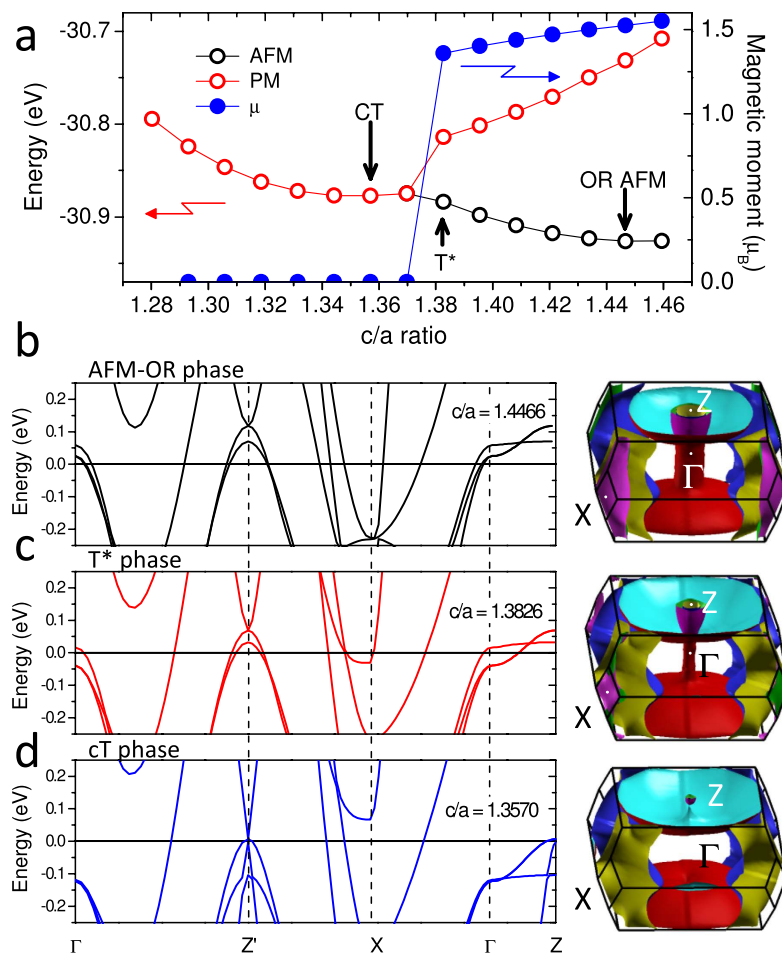 a
-30.7
-30.8
-30.9
Energy (eV)
AFM
PM
μ
CT
T*
OR AFM
1.5
1.0
0.5
0.0
Magnetic moment (μB)
1.28 1.30 1.32 1.34 1.36 1.38 1.40 1.42 1.44 1.46
c/a ratio
b
AFM-OR phase
0.2
0.1
0.0
-0.1
-0.2
Energy (eV)
c/a = 1.4466
Z
Γ
X
c
T* phase
0.2
0.1
0.0
-0.1
-0.2
Energy (eV)
c/a = 1.3826
Z
Γ
X
d
cT phase
0.2
0.1
0.0
-0.1
-0.2
Energy (eV)
c/a = 1.3570
Z
Γ
X
Γ Z' X Γ Z